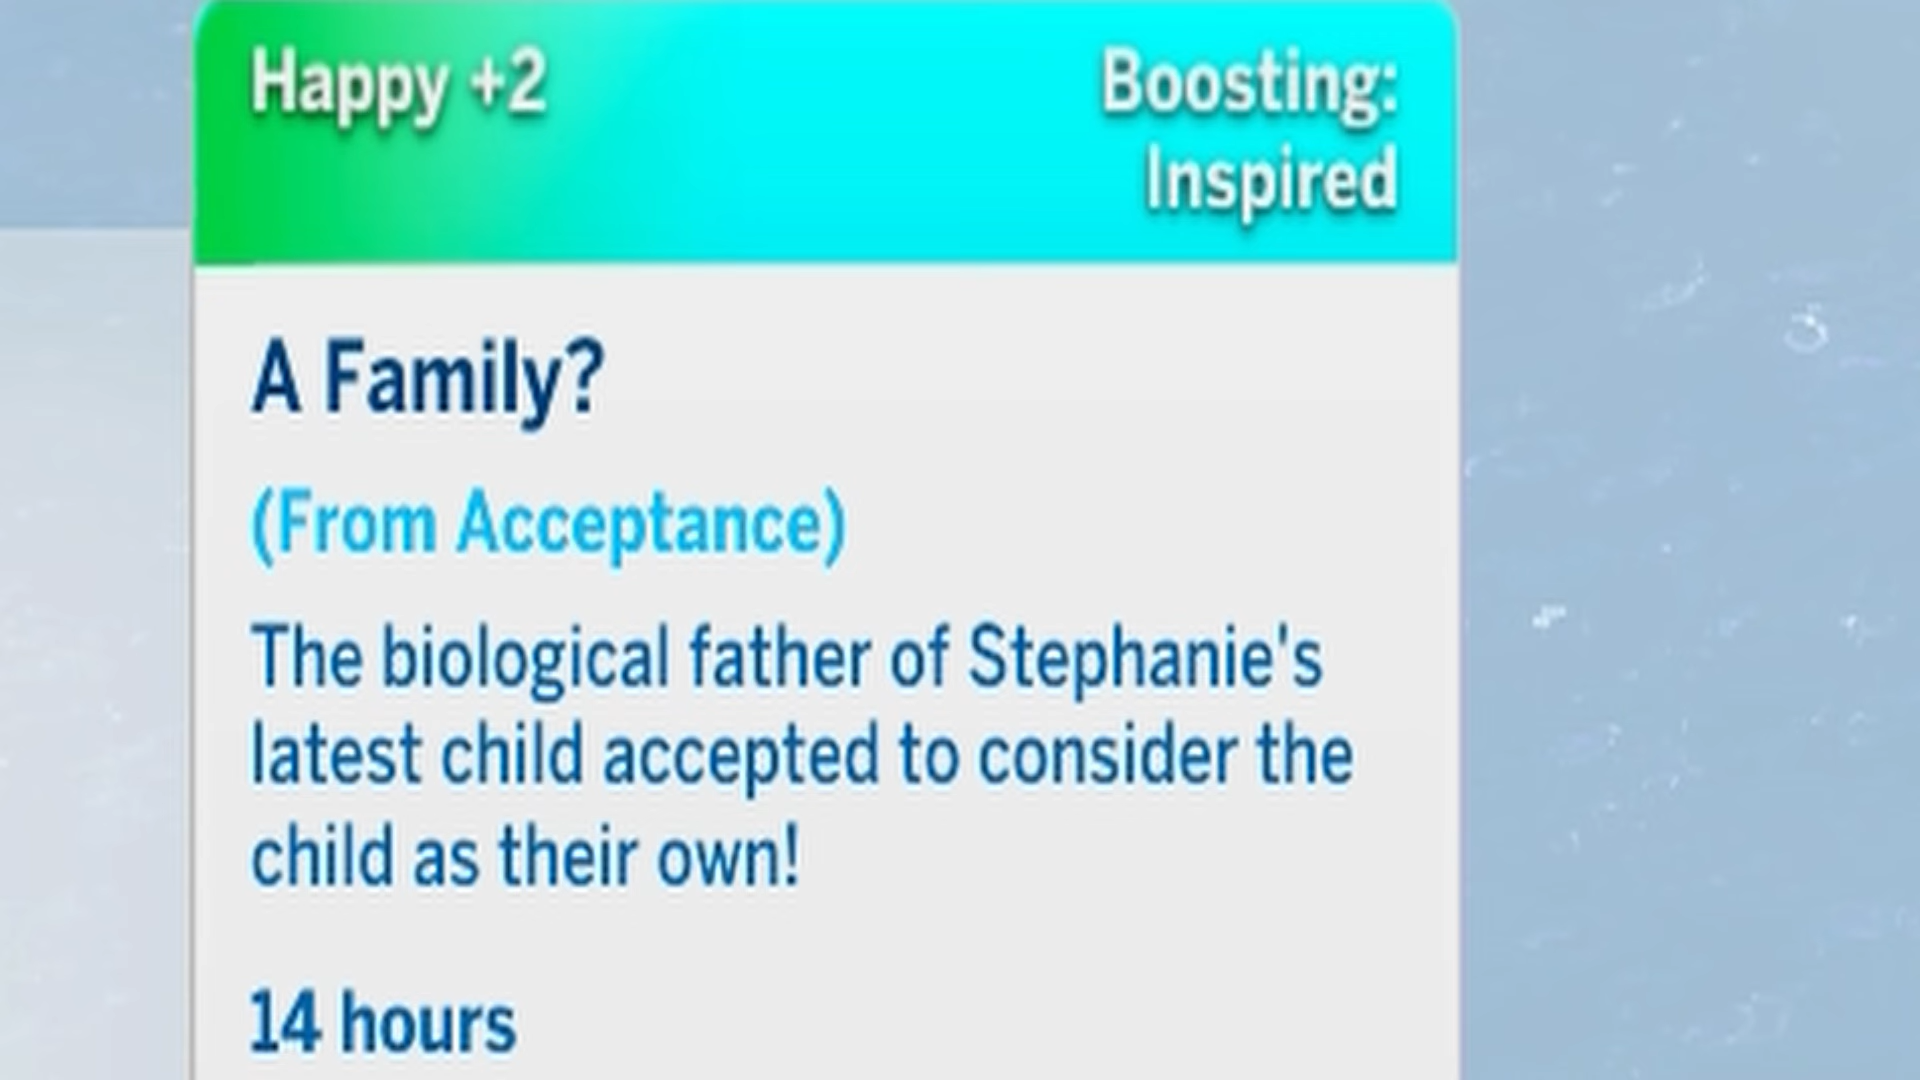 Happy +2
Boosting:
Inspired
A Family?
(From Acceptance)
The biological father of Stephanie's
latest child accepted to consider the
child as their own!
14 hours